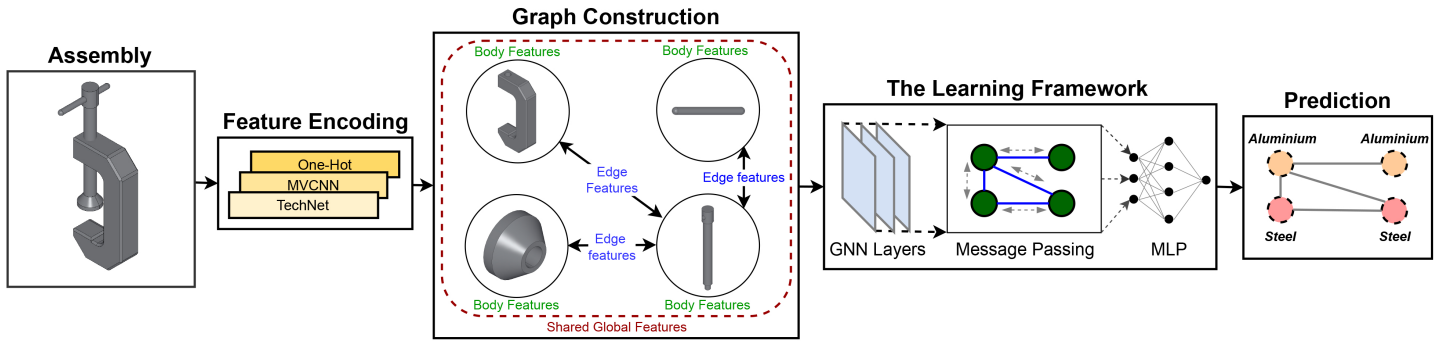 Assembly
Feature Encoding
One-Hot
MVCNN
TechNet
Graph Construction
Body Features
Body Features
Edge
Features
Edge features
Edge
features
Body Features
Body Features
Shared Global Features
The Learning Framework
GNN Layers
Message Passing
MLP
Prediction
Aluminium
Aluminium
Steel
Steel